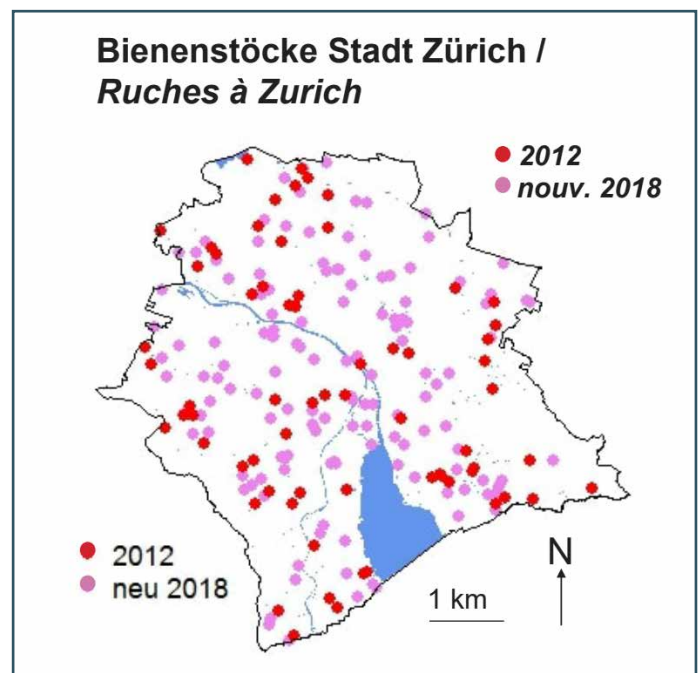 Bienenstöcke Stadt Zürich /
Ruches à Zurich
2012
nouv. 2018
2012
neu 2018
N
1 km